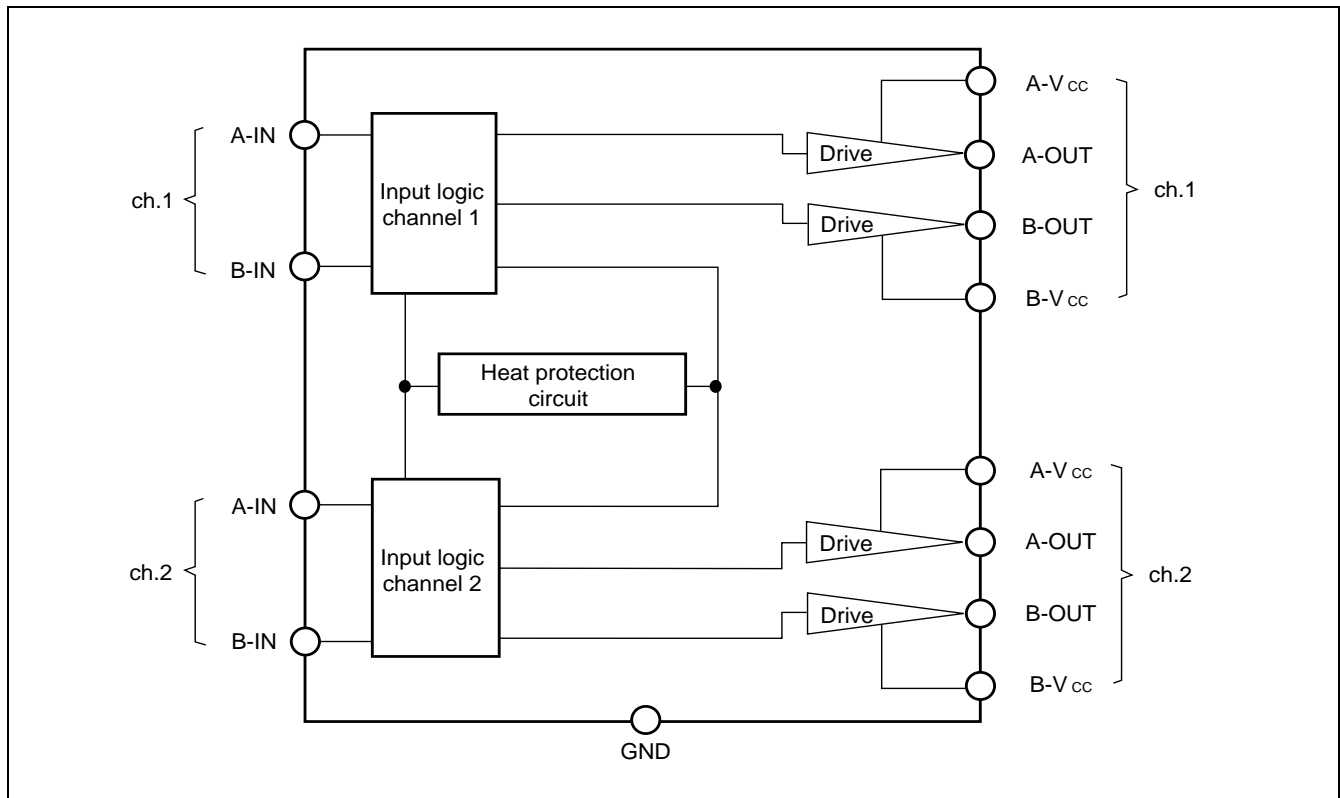 A-Vcc
A-IN
Drive
A-OUT
ch.1
Input logic
channel 1
ch.1
Drive
B-OUT
B-IN
B-Vcc
Heat protection
circuit
A-Vcc
A-IN
Drive
A-OUT
ch.2
Input logic
channel 2
ch.2
Drive
B-OUT
B-IN
B-Vcc
GND